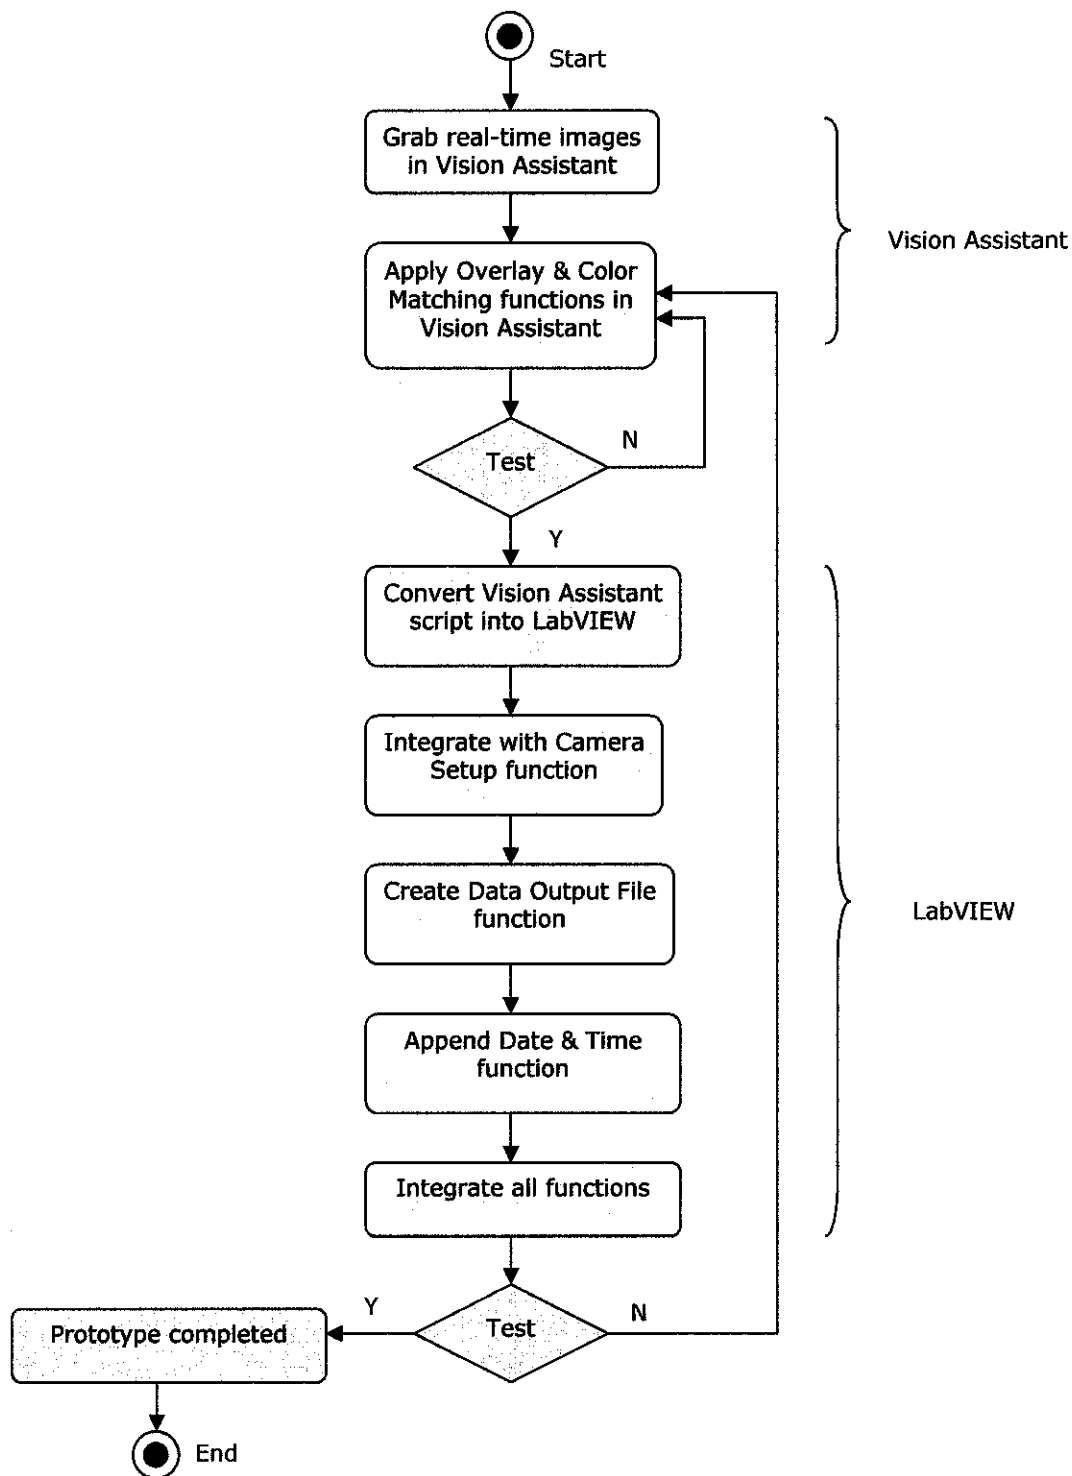 Start
Grab real-time images
in Vision Assistant
Vision Assistant
Apply Overlay & Color
Matching functions in
Vision Assistant
Test
N
Y
Convert Vision Assistant
script into LabVIEW
Integrate with Camera
Setup function
Create Data Output File
function
LabVIEW
Append Date & Time
function
Integrate all functions
Test
Y
N
Prototype completed
End